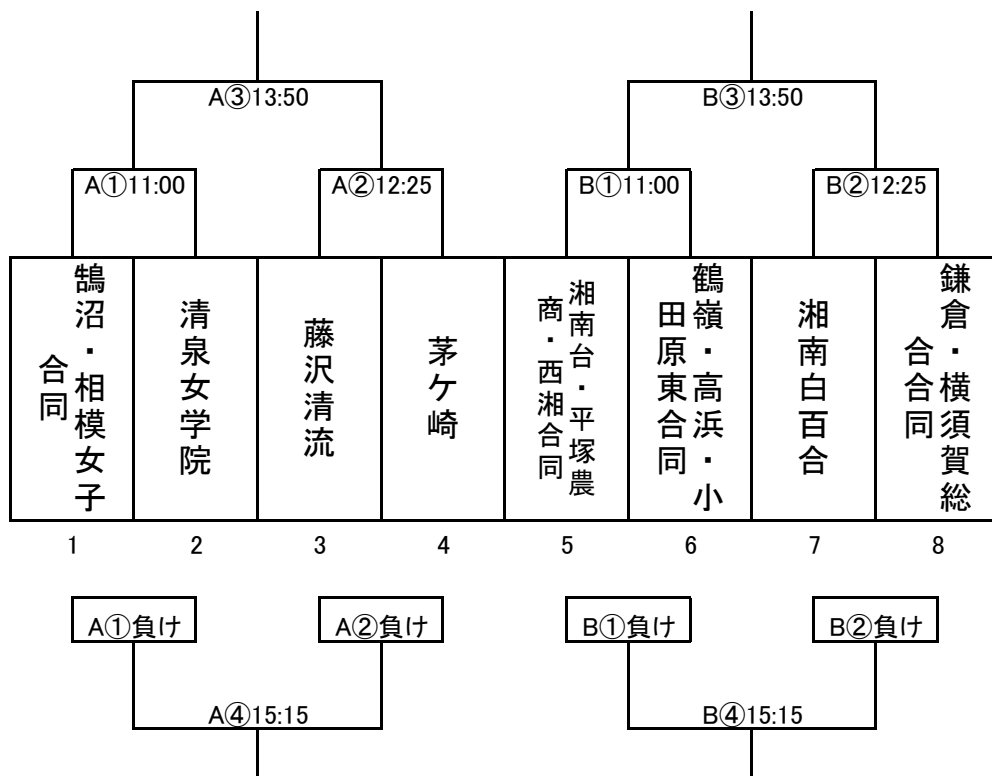 A③13:50
B③13:50
A①11:00
A②12:25
B①11:00
B②12:25
鵠沼・相模女子
合同
清泉女学院
藤沢清流
茅ケ崎
湘南台・平塚農
商・西湘合同
鶴嶺・高浜・小
田原東合同
湘南白百合
鎌倉・横須賀総
合合同
1
2
3
4
5
6
7
8
A①負け
A②負け
B①負け
B②負け
A④15:15
B④15:15